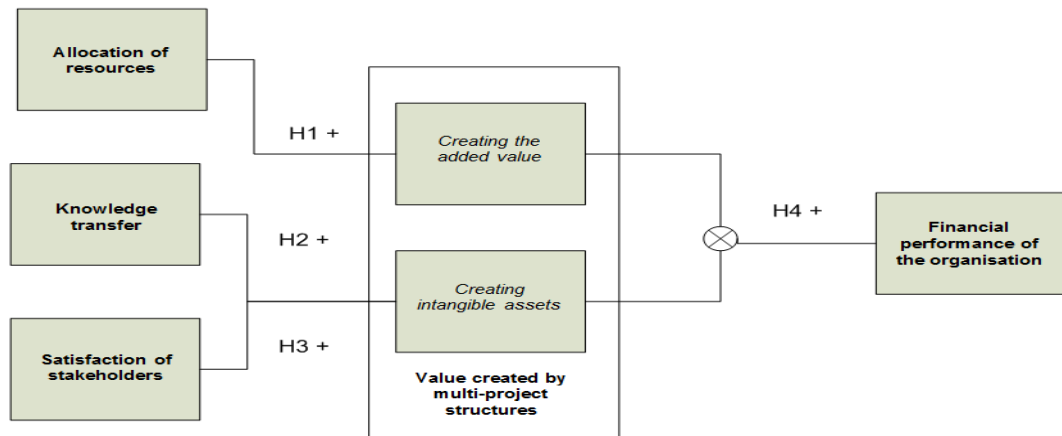 Allocation of
resources
H1 +
Creating the
added value
Knowledge
transfer
H2 +
H4 +
Financial
performance of
the organisation
Creating
intangible assets
Satisfaction of
stakeholders
H3 +
Value created by
multi-project
structures